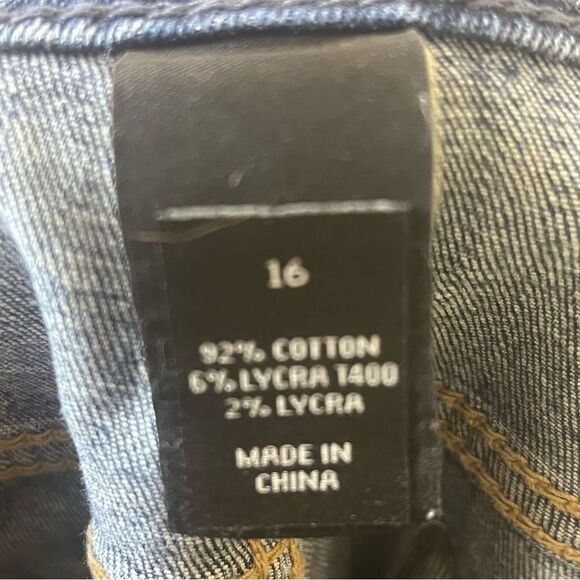 16
92% COTTON
6% LYCRA T400
2% LYCRA
MADE IN
CHINA